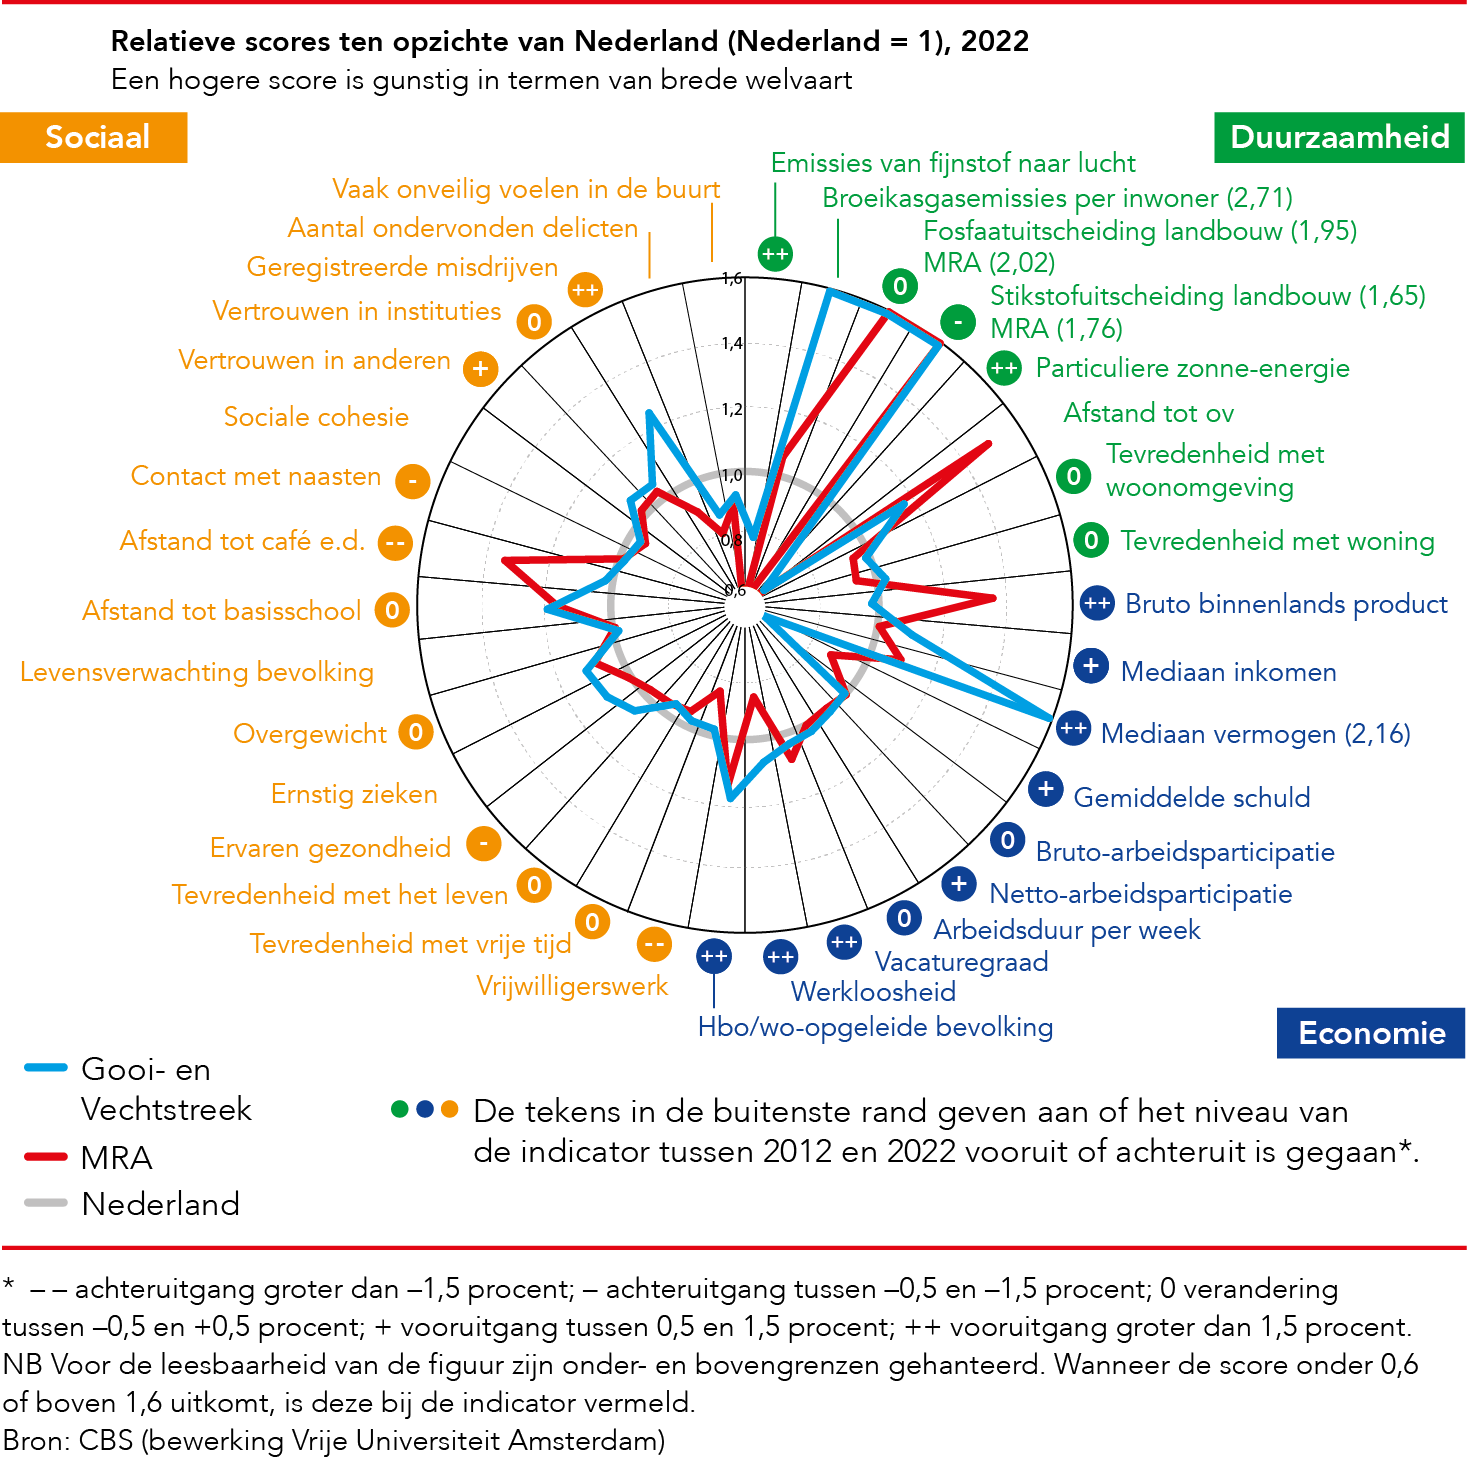 Relatieve scores ten opzichte van Nederland (Nederland = 1), 2022
Een hogere score is gunstig in termen van brede welvaart
Sociaal
Duurzaamheid
Emissies van fijnstof naar lucht
++
Broeikasgasemissies per inwoner (2,71)
Fosfaatuitscheiding landbouw (1,95)
MRA (2,02)
0
Stikstofuitscheiding landbouw (1,65)
MRA (1,76)
-
++ Particuliere zonne-energie
Afstand tot ov
Tevredenheid met
woonomgeving
0
0 Tevredenheid met woning
++ Bruto binnenlands product
+ Mediaan inkomen
++ Mediaan vermogen (2,16)
+ Gemiddelde schuld
0 Bruto-arbeidsparticipatie
+ Netto-arbeidsparticipatie
0 Arbeidsduur per week
++ Vacaturegraad
++ Werkloosheid
++ Hbo/wo-opgeleide bevolking
Economie
Vaak onveilig voelen in de buurt
Aantal ondervonden delicten
Geregistreerde misdrijven ++
Vertrouwen in instituties 0
Vertrouwen in anderen +
Sociale cohesie
Contact met naasten -
Afstand tot café e.d. --
Afstand tot basisschool 0
Levensverwachting bevolking
Overgewicht 0
Ernstig zieken
Ervaren gezondheid -
Tevredenheid met het leven 0
Tevredenheid met vrije tijd 0
Vrijwilligerswerk --
1,6
1,4
1,2
1,0
0,8
0,6
Gooi- en
Vechtstreek
MRA
Nederland
De tekens in de buitenste rand geven aan of het niveau van
de indicator tussen 2012 en 2022 vooruit of achteruit is gegaan*.
* – – achteruitgang groter dan –1,5 procent; – achteruitgang tussen –0,5 en –1,5 procent; 0 verandering
tussen –0,5 en +0,5 procent; + vooruitgang tussen 0,5 en 1,5 procent; ++ vooruitgang groter dan 1,5 procent.
NB Voor de leesbaarheid van de figuur zijn onder- en bovengrenzen gehanteerd. Wanneer de score onder 0,6
of boven 1,6 uitkomt, is deze bij de indicator vermeld.
Bron: CBS (bewerking Vrije Universiteit Amsterdam)